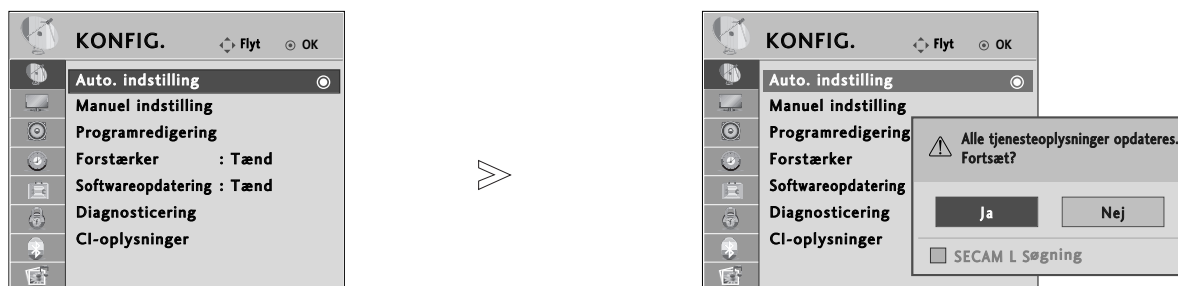 KONFIG. Flyt OK
Auto. indstilling
Manuel indstilling
Programredigering
Forstærker : Tænd
Softwareopdatering : Tænd
Diagnosticering
CI-oplysninger
KONFIG. Flyt OK
Auto. indstilling
Manuel indstilling
Programredigering
Forstærker
Softwareopdatering
Diagnosticering
CI-oplysninger
Alle tjenesteoplysninger opdateres.
Fortsæt?
Ja Nej
SECAM L Søgning